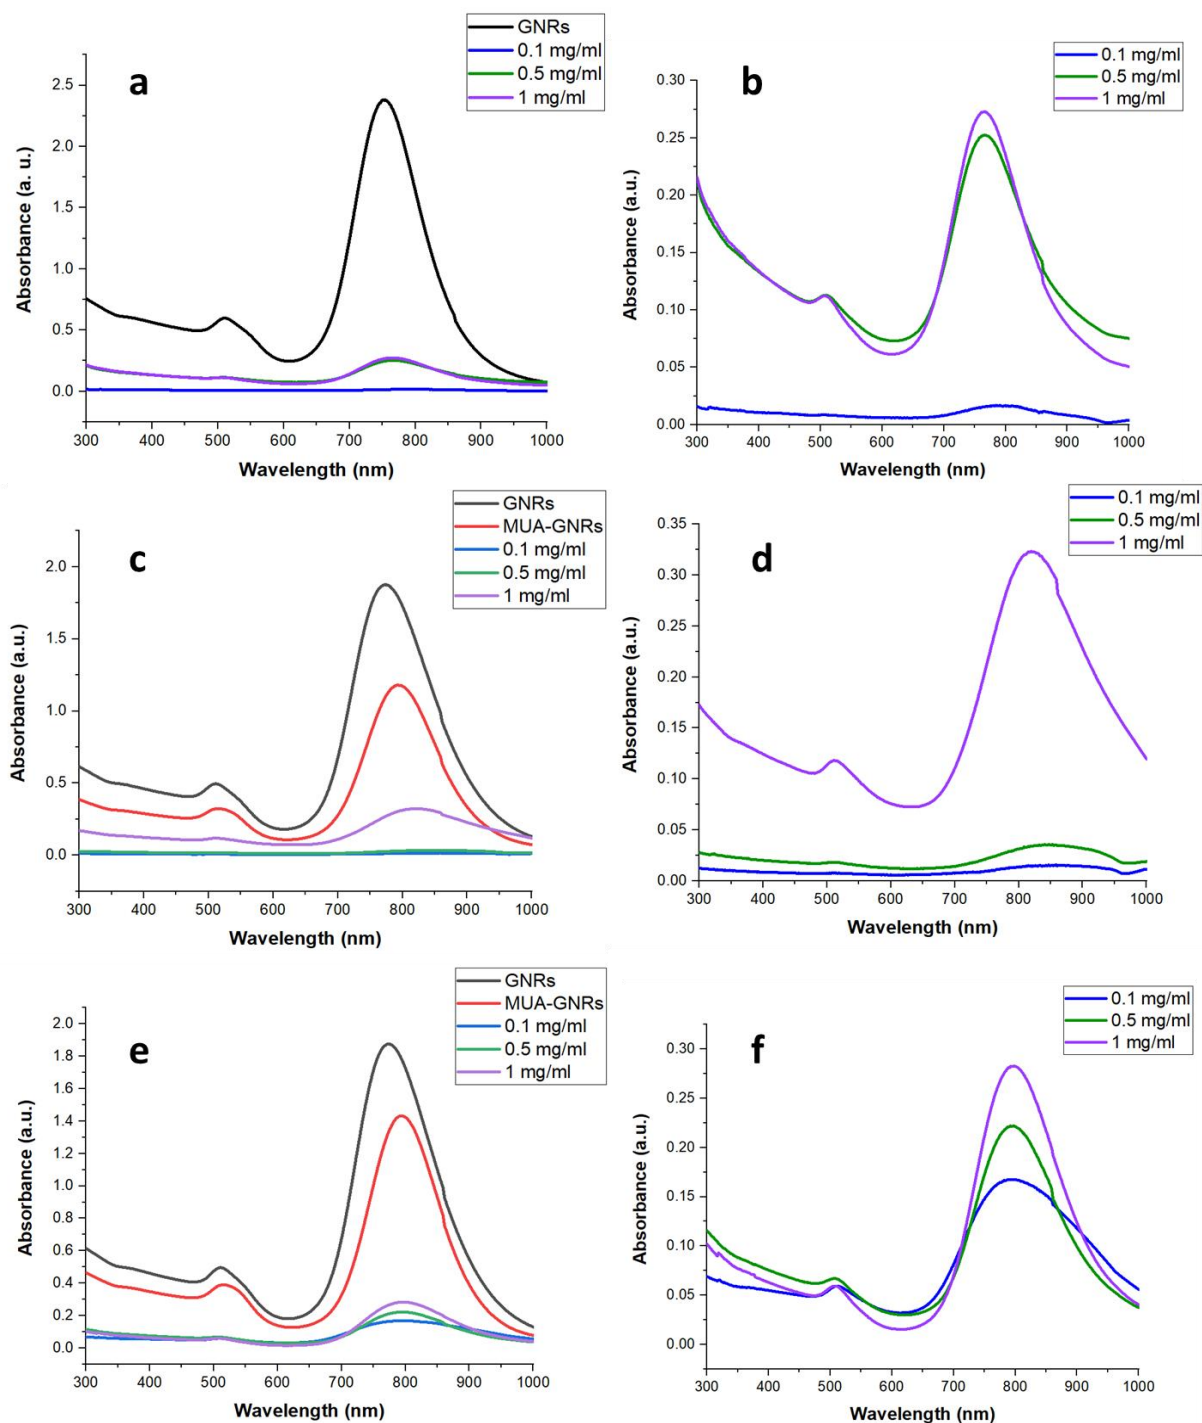 GNRs
0.1 mg/ml
0.5 mg/ml
1 mg/ml
a
2.5
2.0
1.5
1.0
0.5
0.0
Absorbance (a. u.)
300 400 500 600 700 800 900 1000
Wavelength (nm)
0.1 mg/ml
0.5 mg/ml
1 mg/ml
b
0.30
0.25
0.20
0.15
0.10
0.05
0.00
Absorbance (a.u.)
300 400 500 600 700 800 900 1000
Wavelength (nm)
GNRs
MUA-GNRs
0.1 mg/ml
0.5 mg/ml
1 mg/ml
c
2.0
1.5
1.0
0.5
0.0
Absorbance (a.u.)
300 400 500 600 700 800 900 1000
Wavelength (nm)
0.1 mg/ml
0.5 mg/ml
1 mg/ml
d
0.35
0.30
0.25
0.20
0.15
0.10
0.05
0.00
Absorbance (a.u.)
300 400 500 600 700 800 900 1000
Wavelength (nm)
GNRs
MUA-GNRs
0.1 mg/ml
0.5 mg/ml
1 mg/ml
e
2.0
1.8
1.6
1.4
1.2
1.0
0.8
0.6
0.4
0.2
0.0
Absorbance (a.u.)
300 400 500 600 700 800 900 1000
Wavelength (nm)
0.1 mg/ml
0.5 mg/ml
1 mg/ml
f
0.30
0.25
0.20
0.15
0.10
0.05
0.00
Absorbance (a.u.)
300 400 500 600 700 800 900 1000
Wavelength (nm)